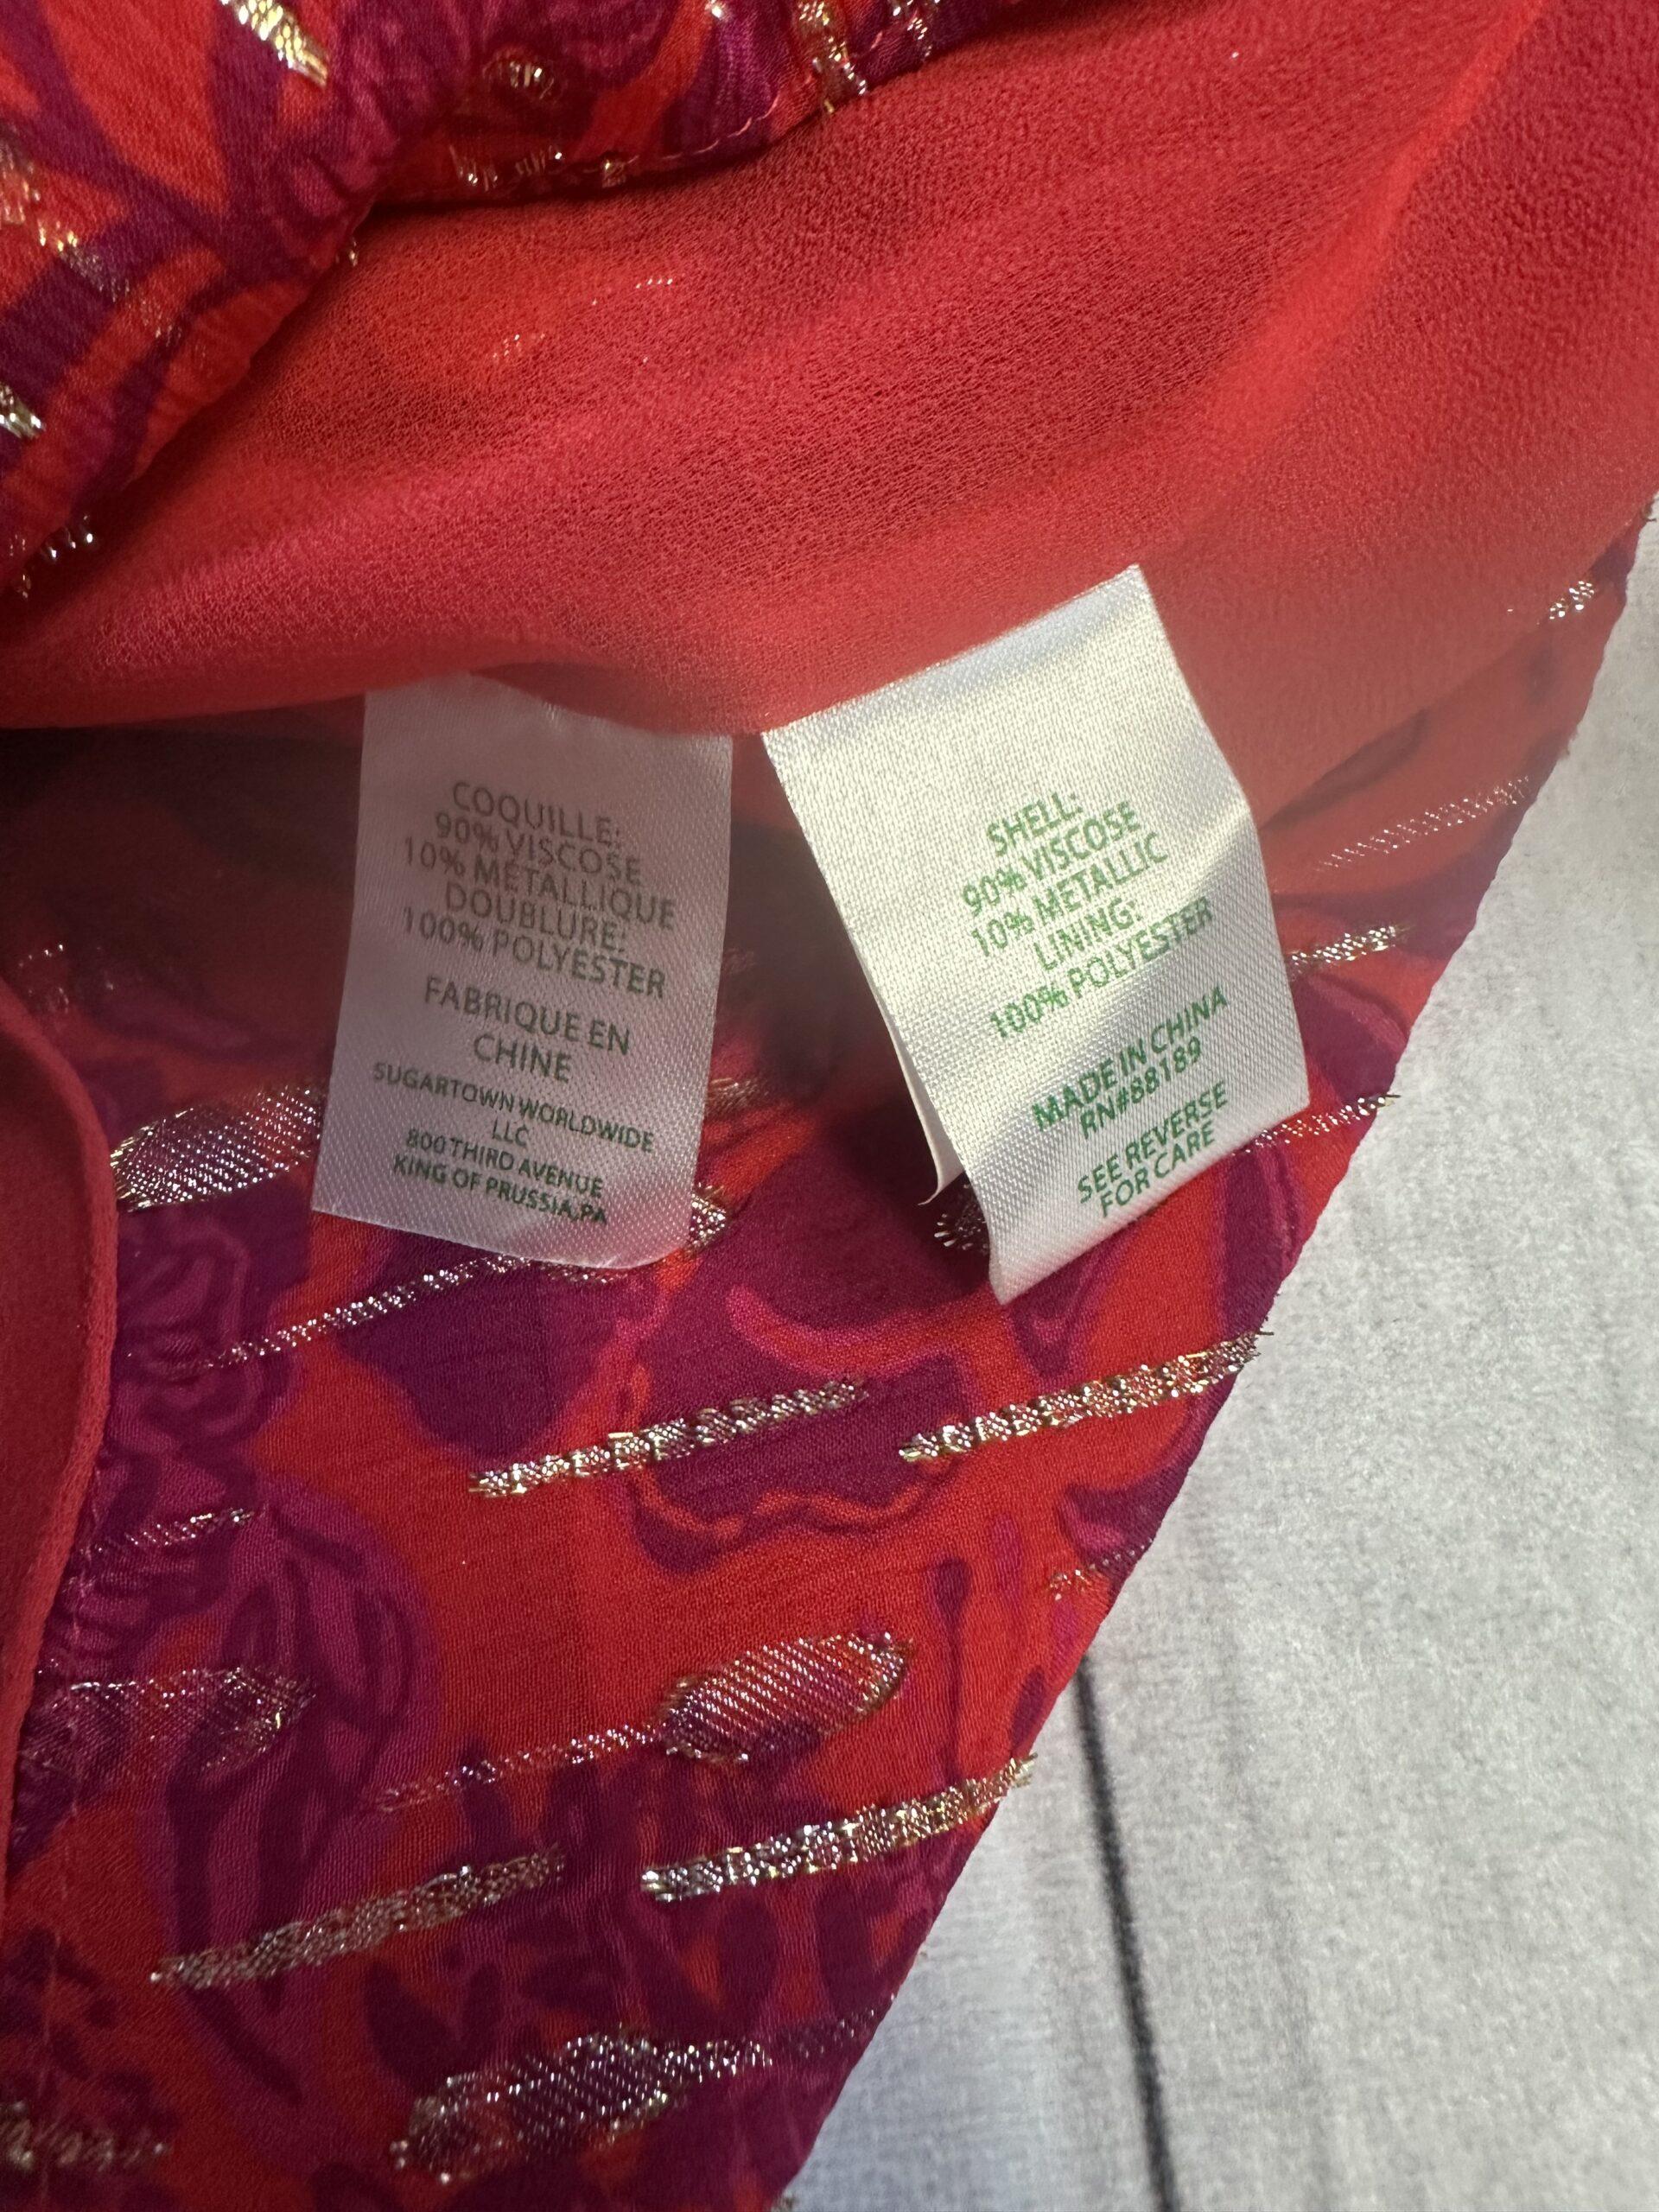 COQUILLE:
90% VISCOSE
10% METALLIQUE
DOUBLURE:
100% POLYESTER
FABRIQUE EN
CHINE
SUGARTOWN WORLDWIDE
LLC
800 THIRD AVENUE
KING OF PRUSSIA, PA
SHELL:
90% VISCOSE
10% METALLIC
LINING:
100% POLYESTER
MADE IN CHINA
RN#88189
SEE REVERSE
FOR CARE